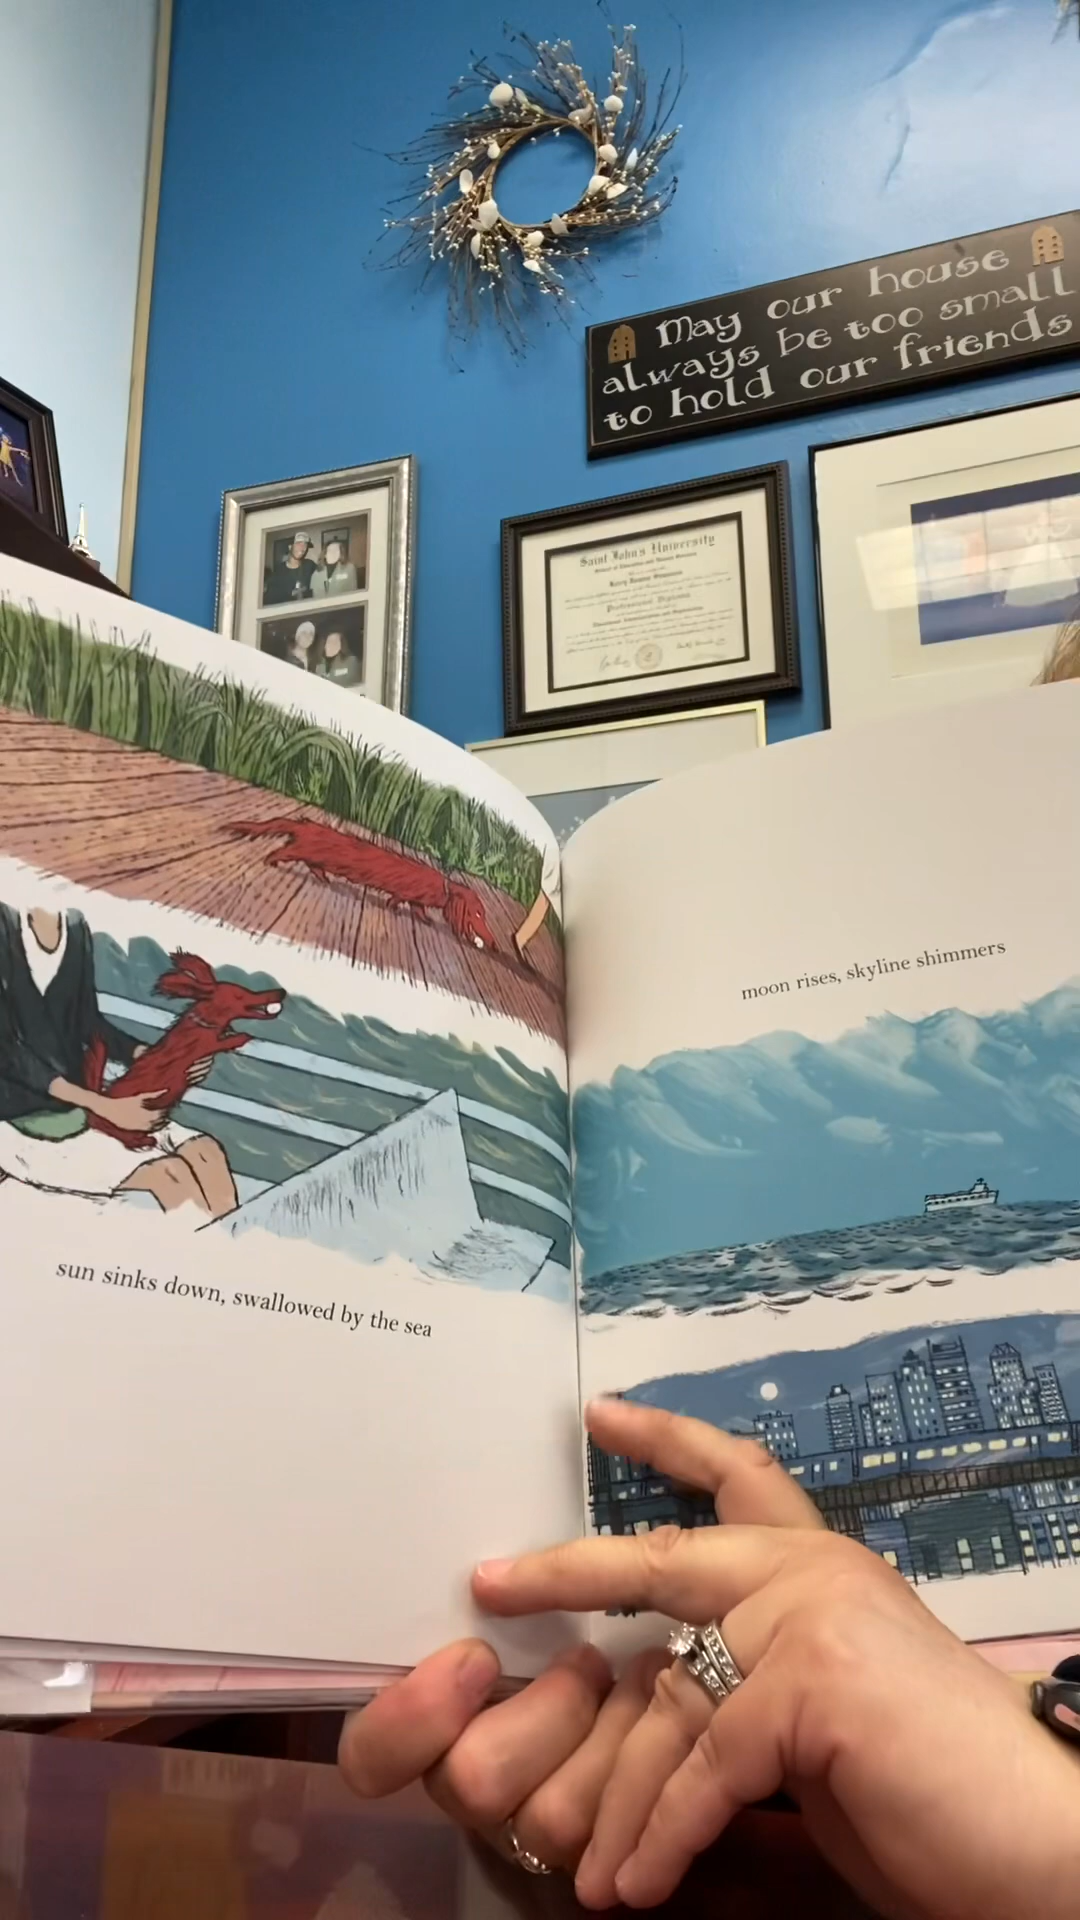 May our house
always be too small
to hold our friends
Saint John's University
Professional Diploma
sun sinks down, swallowed by the sea
moon rises, skyline shimmers